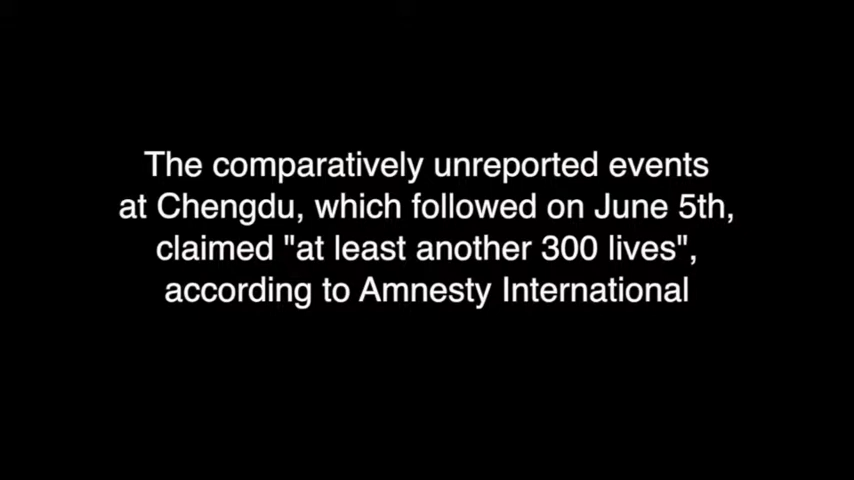 The comparatively unreported events
at Chengdu, which followed on June 5th,
claimed "at least another 300 lives",
according to Amnesty International